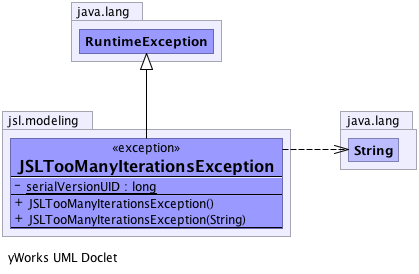 java.lang
RuntimeException
jsl.modeling
«exception»
JSLTooManyIterationsException
- serialVersionUID : long
+ JSLTooManyIterationsException()
+ JSLTooManyIterationsException(String)
java.lang
String
yWorks UML Doclet